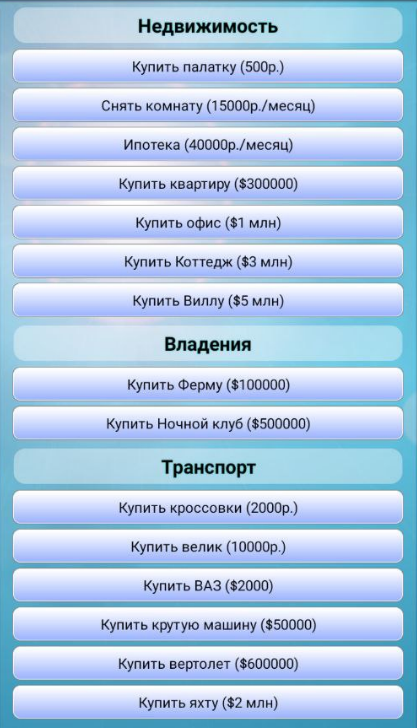 Недвижимость
Купить палатку (500р.)
Снять комнату (15000р./месяц)
Ипотека (40000р./месяц)
Купить квартиру ($300000)
Купить офис ($1 млн)
Купить Коттедж ($3 млн)
Купить Виллу ($5 млн)
Владения
Купить Ферму ($100000)
Купить Ночной клуб ($500000)
Транспорт
Купить кроссовки (2000р.)
Купить велик (10000р.)
Купить ВАЗ ($2000)
Купить крутую машину ($50000)
Купить вертолет ($600000)
Купить яхту ($2 млн)